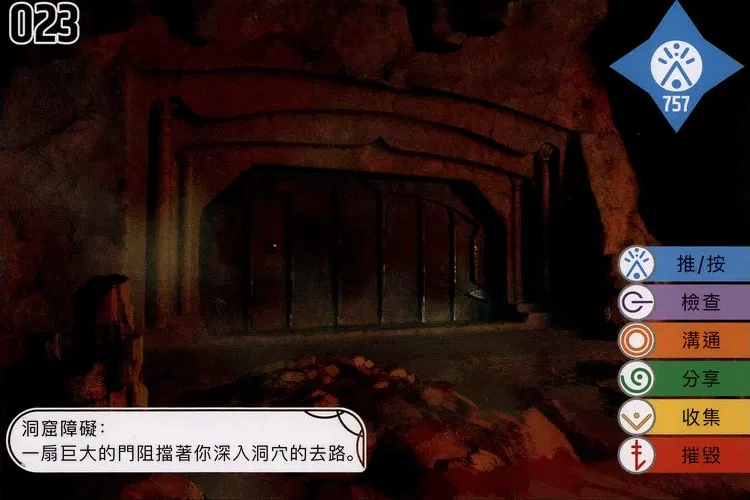 023
757
推/按
檢查
溝通
分享
收集
摧毀
洞窟障礙：
一扇巨大的門阻擋著你深入洞穴的去路。